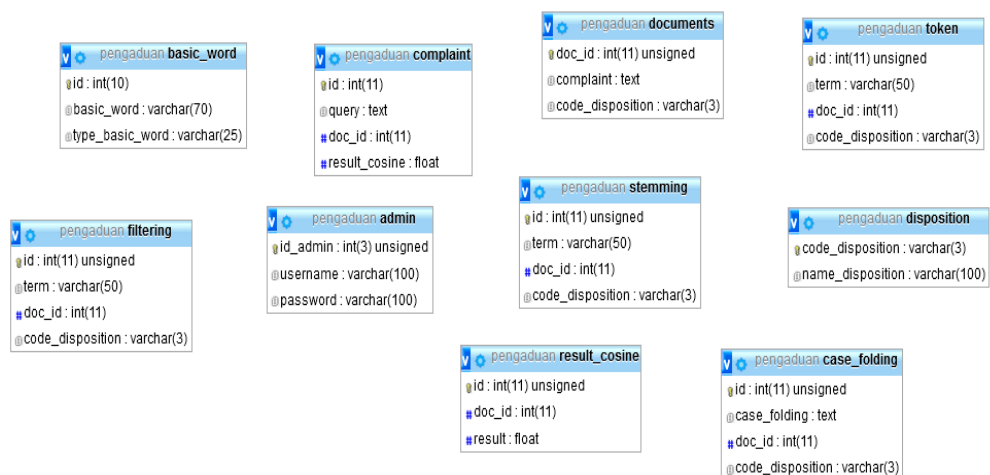 pengaduan basic_word
id : int(10)
basic_word : varchar(70)
type_basic_word : varchar(25)
pengaduan complaint
id : int(11)
query : text
doc_id : int(11)
result_cosine : float
pengaduan documents
doc_id : int(11) unsigned
complaint : text
code_disposition : varchar(3)
pengaduan token
id : int(11) unsigned
term : varchar(50)
doc_id : int(11)
code_disposition : varchar(3)
pengaduan filtering
id : int(11) unsigned
term : varchar(50)
doc_id : int(11)
code_disposition : varchar(3)
pengaduan admin
id_admin : int(3) unsigned
username : varchar(100)
password : varchar(100)
pengaduan stemming
id : int(11) unsigned
term : varchar(50)
doc_id : int(11)
code_disposition : varchar(3)
pengaduan disposition
code_disposition : varchar(3)
name_disposition : varchar(100)
pengaduan result_cosine
id : int(11) unsigned
doc_id : int(11)
result : float
pengaduan case_folding
id : int(11) unsigned
case_folding : text
doc_id : int(11)
code_disposition : varchar(3)